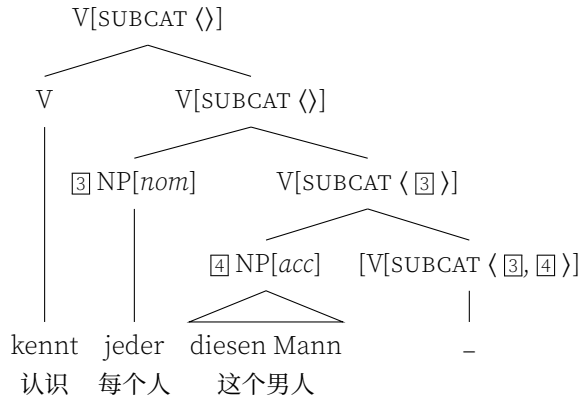 V[SUBCAT ⟨⟩]
V V[SUBCAT ⟨⟩]
3 NP[nom] V[SUBCAT ⟨ 3 ⟩]
4 NP[acc] [V[SUBCAT ⟨ 3, 4 ⟩]
kennt jeder diesen Mann _
认识 每个人 这个男人